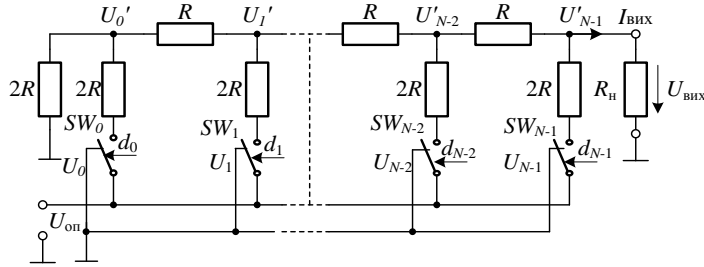 U₀' R U₁' R U'N-2 R U'N-1 Iвих
2R 2R 2R 2R 2R Rн Uвих
SW₀ SW₁ SWN-2 SWN-1
d₀ d₁ dN-2 dN-1
U₀ U₁ UN-2 UN-1
Uоп